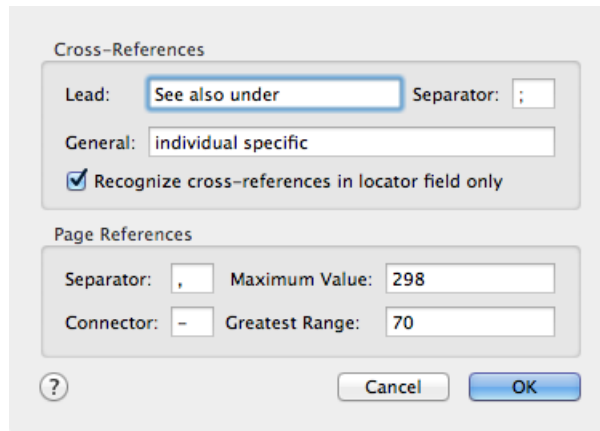 Cross-References
Lead: See also under Separator: ;
General: individual specific
Recognize cross-references in locator field only
Page References
Separator: , Maximum Value: 298
Connector: – Greatest Range: 70
? Cancel OK